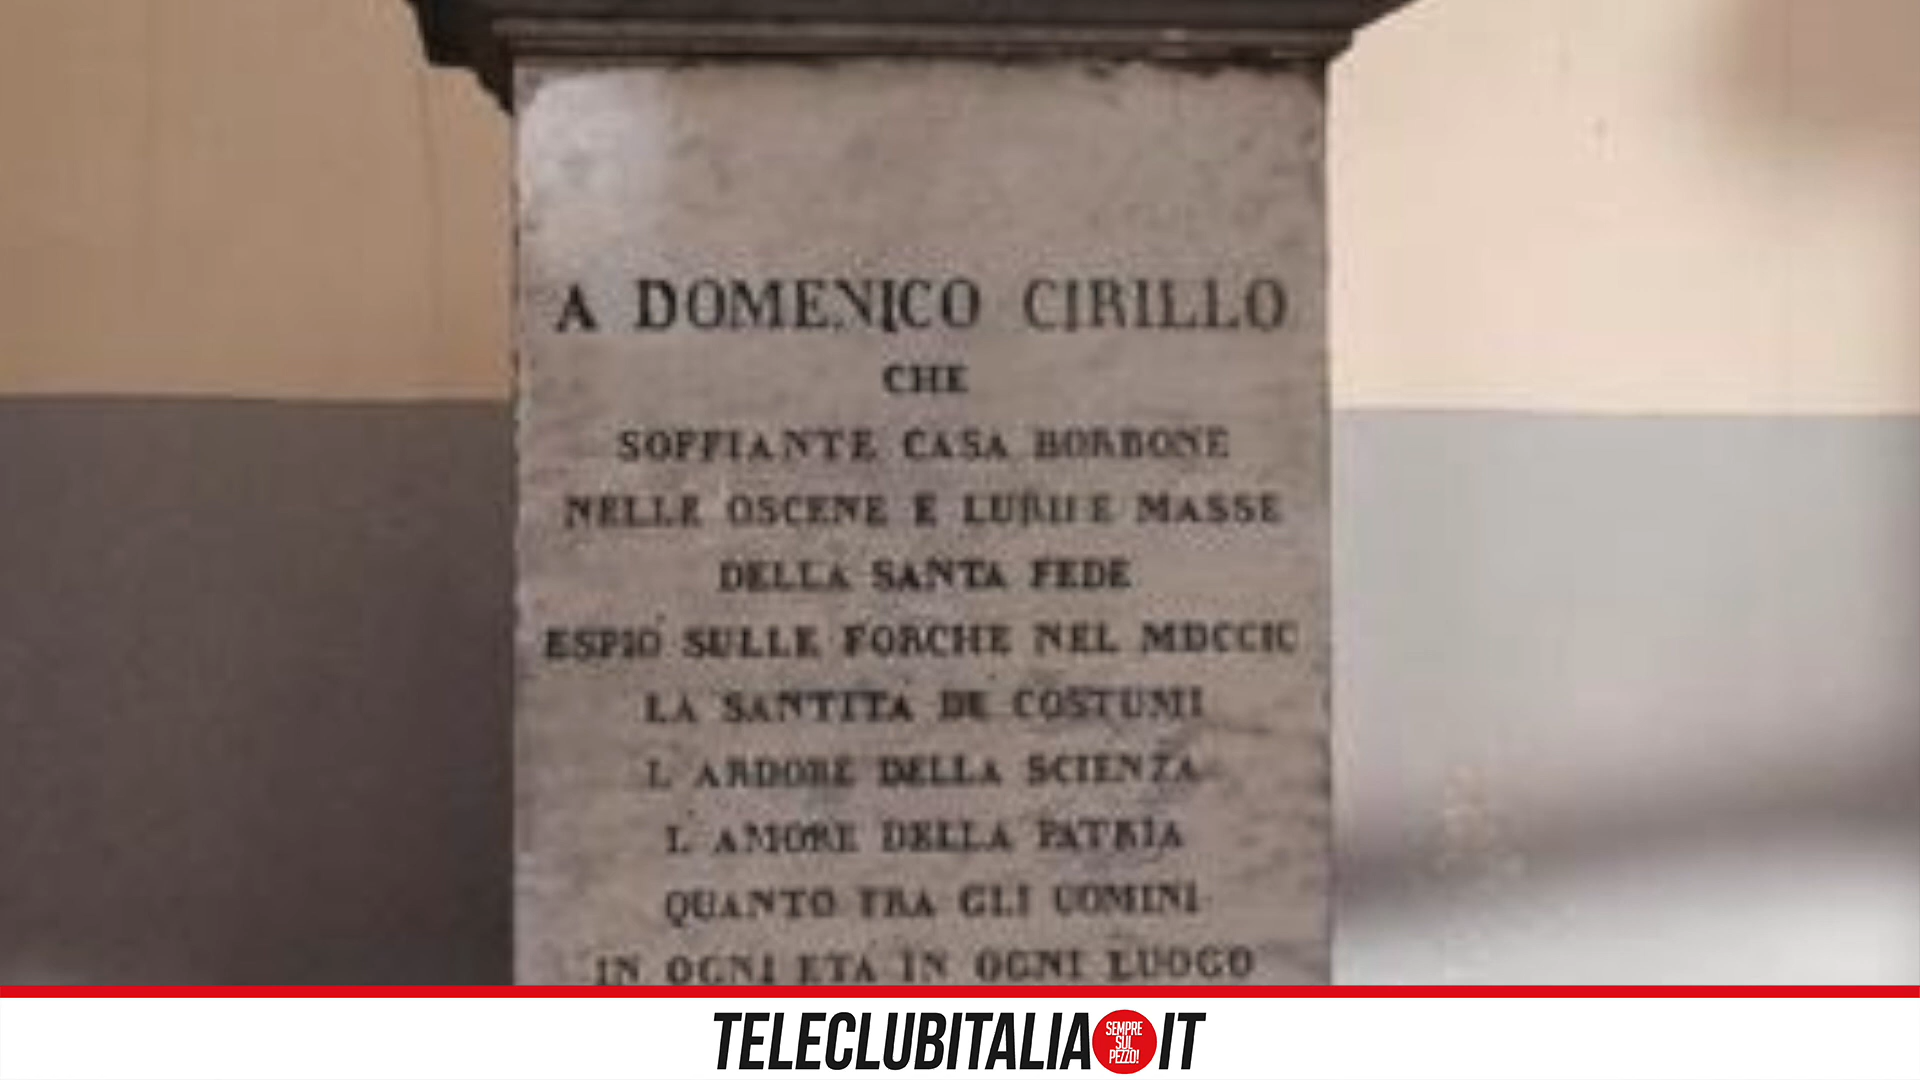 A DOMENICO CIRILLO
CHE
SOFFIANTE CASA BORBONE
NELLE OSCENE E LURIDE MASSE
DELLA SANTA FEDE
ESPIO SULLE FORCHE NEL MDCCIC
LA SANTITA DE COSTUMI
L ARDORE DELLA SCIENZA
L AMORE DELLA PATRIA
QUANTO FRA GLI UOMINI
IN OGNI ETA IN OGNI LUOGO
TELECLUBITALIA SEMPRE SUL PEZZO! IT